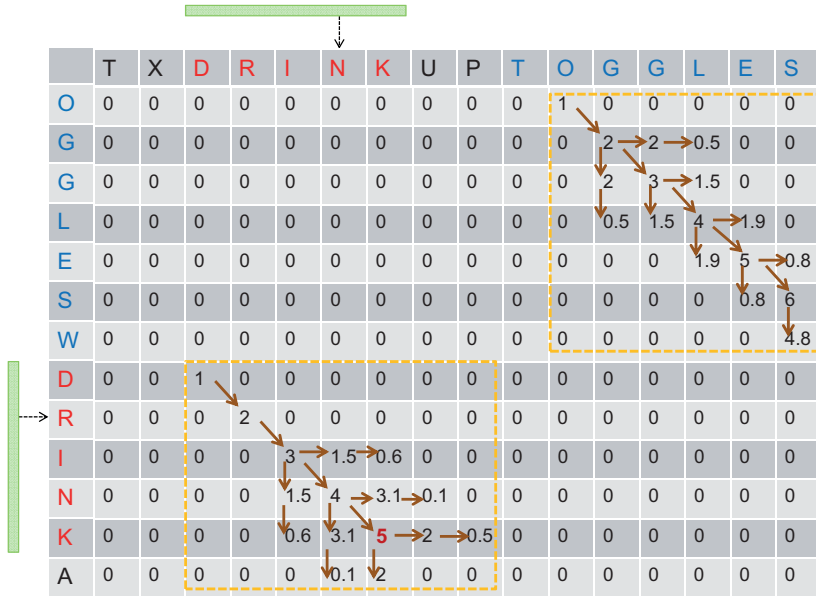 T X D R I N K U P T O G G L E S
O 0 0 0 0 0 0 0 0 0 0 1 0 0 0 0 0
G 0 0 0 0 0 0 0 0 0 0 0 2 2 0.5 0 0
G 0 0 0 0 0 0 0 0 0 0 0 2 3 1.5 0 0
L 0 0 0 0 0 0 0 0 0 0 0 0.5 1.5 4 1.9 0
E 0 0 0 0 0 0 0 0 0 0 0 0 0 1.9 5 0.8
S 0 0 0 0 0 0 0 0 0 0 0 0 0 0 0.8 6
W 0 0 0 0 0 0 0 0 0 0 0 0 0 0 0 4.8
D 0 0 1 0 0 0 0 0 0 0 0 0 0 0 0 0
R 0 0 0 2 0 0 0 0 0 0 0 0 0 0 0 0
I 0 0 0 0 3 1.5 0.6 0 0 0 0 0 0 0 0 0
N 0 0 0 0 1.5 4 3.1 0.1 0 0 0 0 0 0 0 0
K 0 0 0 0 0.6 3.1 5 2 0.5 0 0 0 0 0 0 0
A 0 0 0 0 0 0.1 2 0 0 0 0 0 0 0 0 0